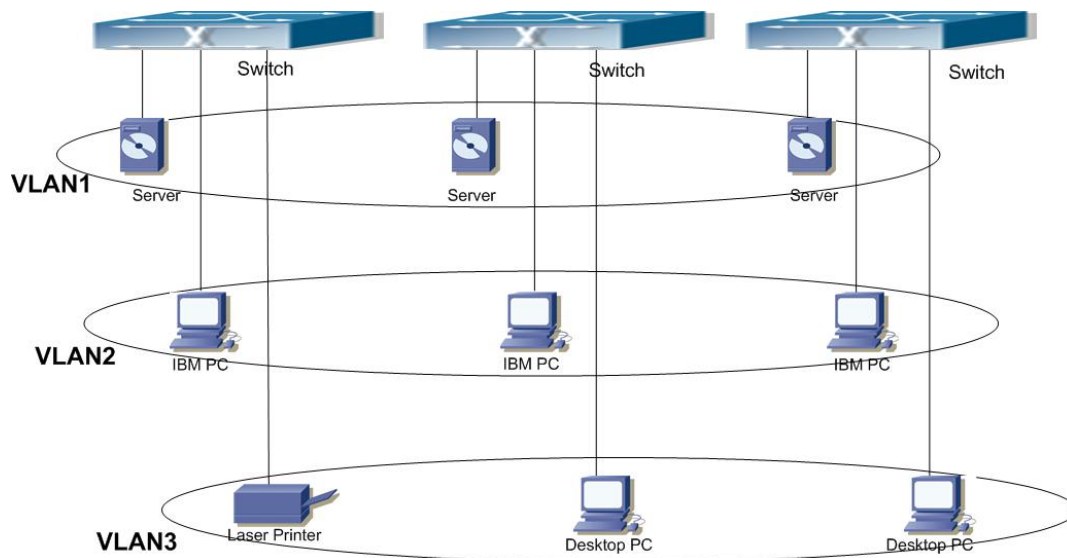 Switch
Switch
Switch
VLAN1
Server
Server
Server
VLAN2
IBM PC
IBM PC
IBM PC
VLAN3
Laser Printer
Desktop PC
Desktop PC